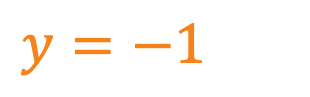 y = −1